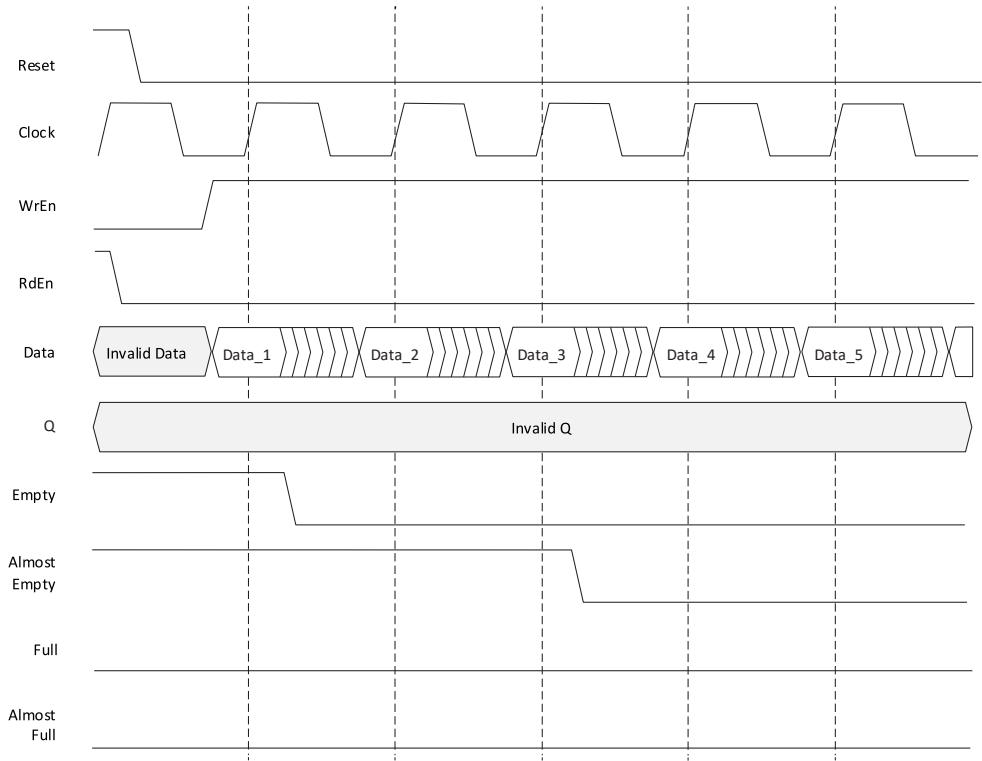 Reset
Clock
WrEn
RdEn
Data
Invalid Data
Data_1
Data_2
Data_3
Data_4
Data_5
Q
Invalid Q
Empty
Almost
Empty
Full
Almost
Full